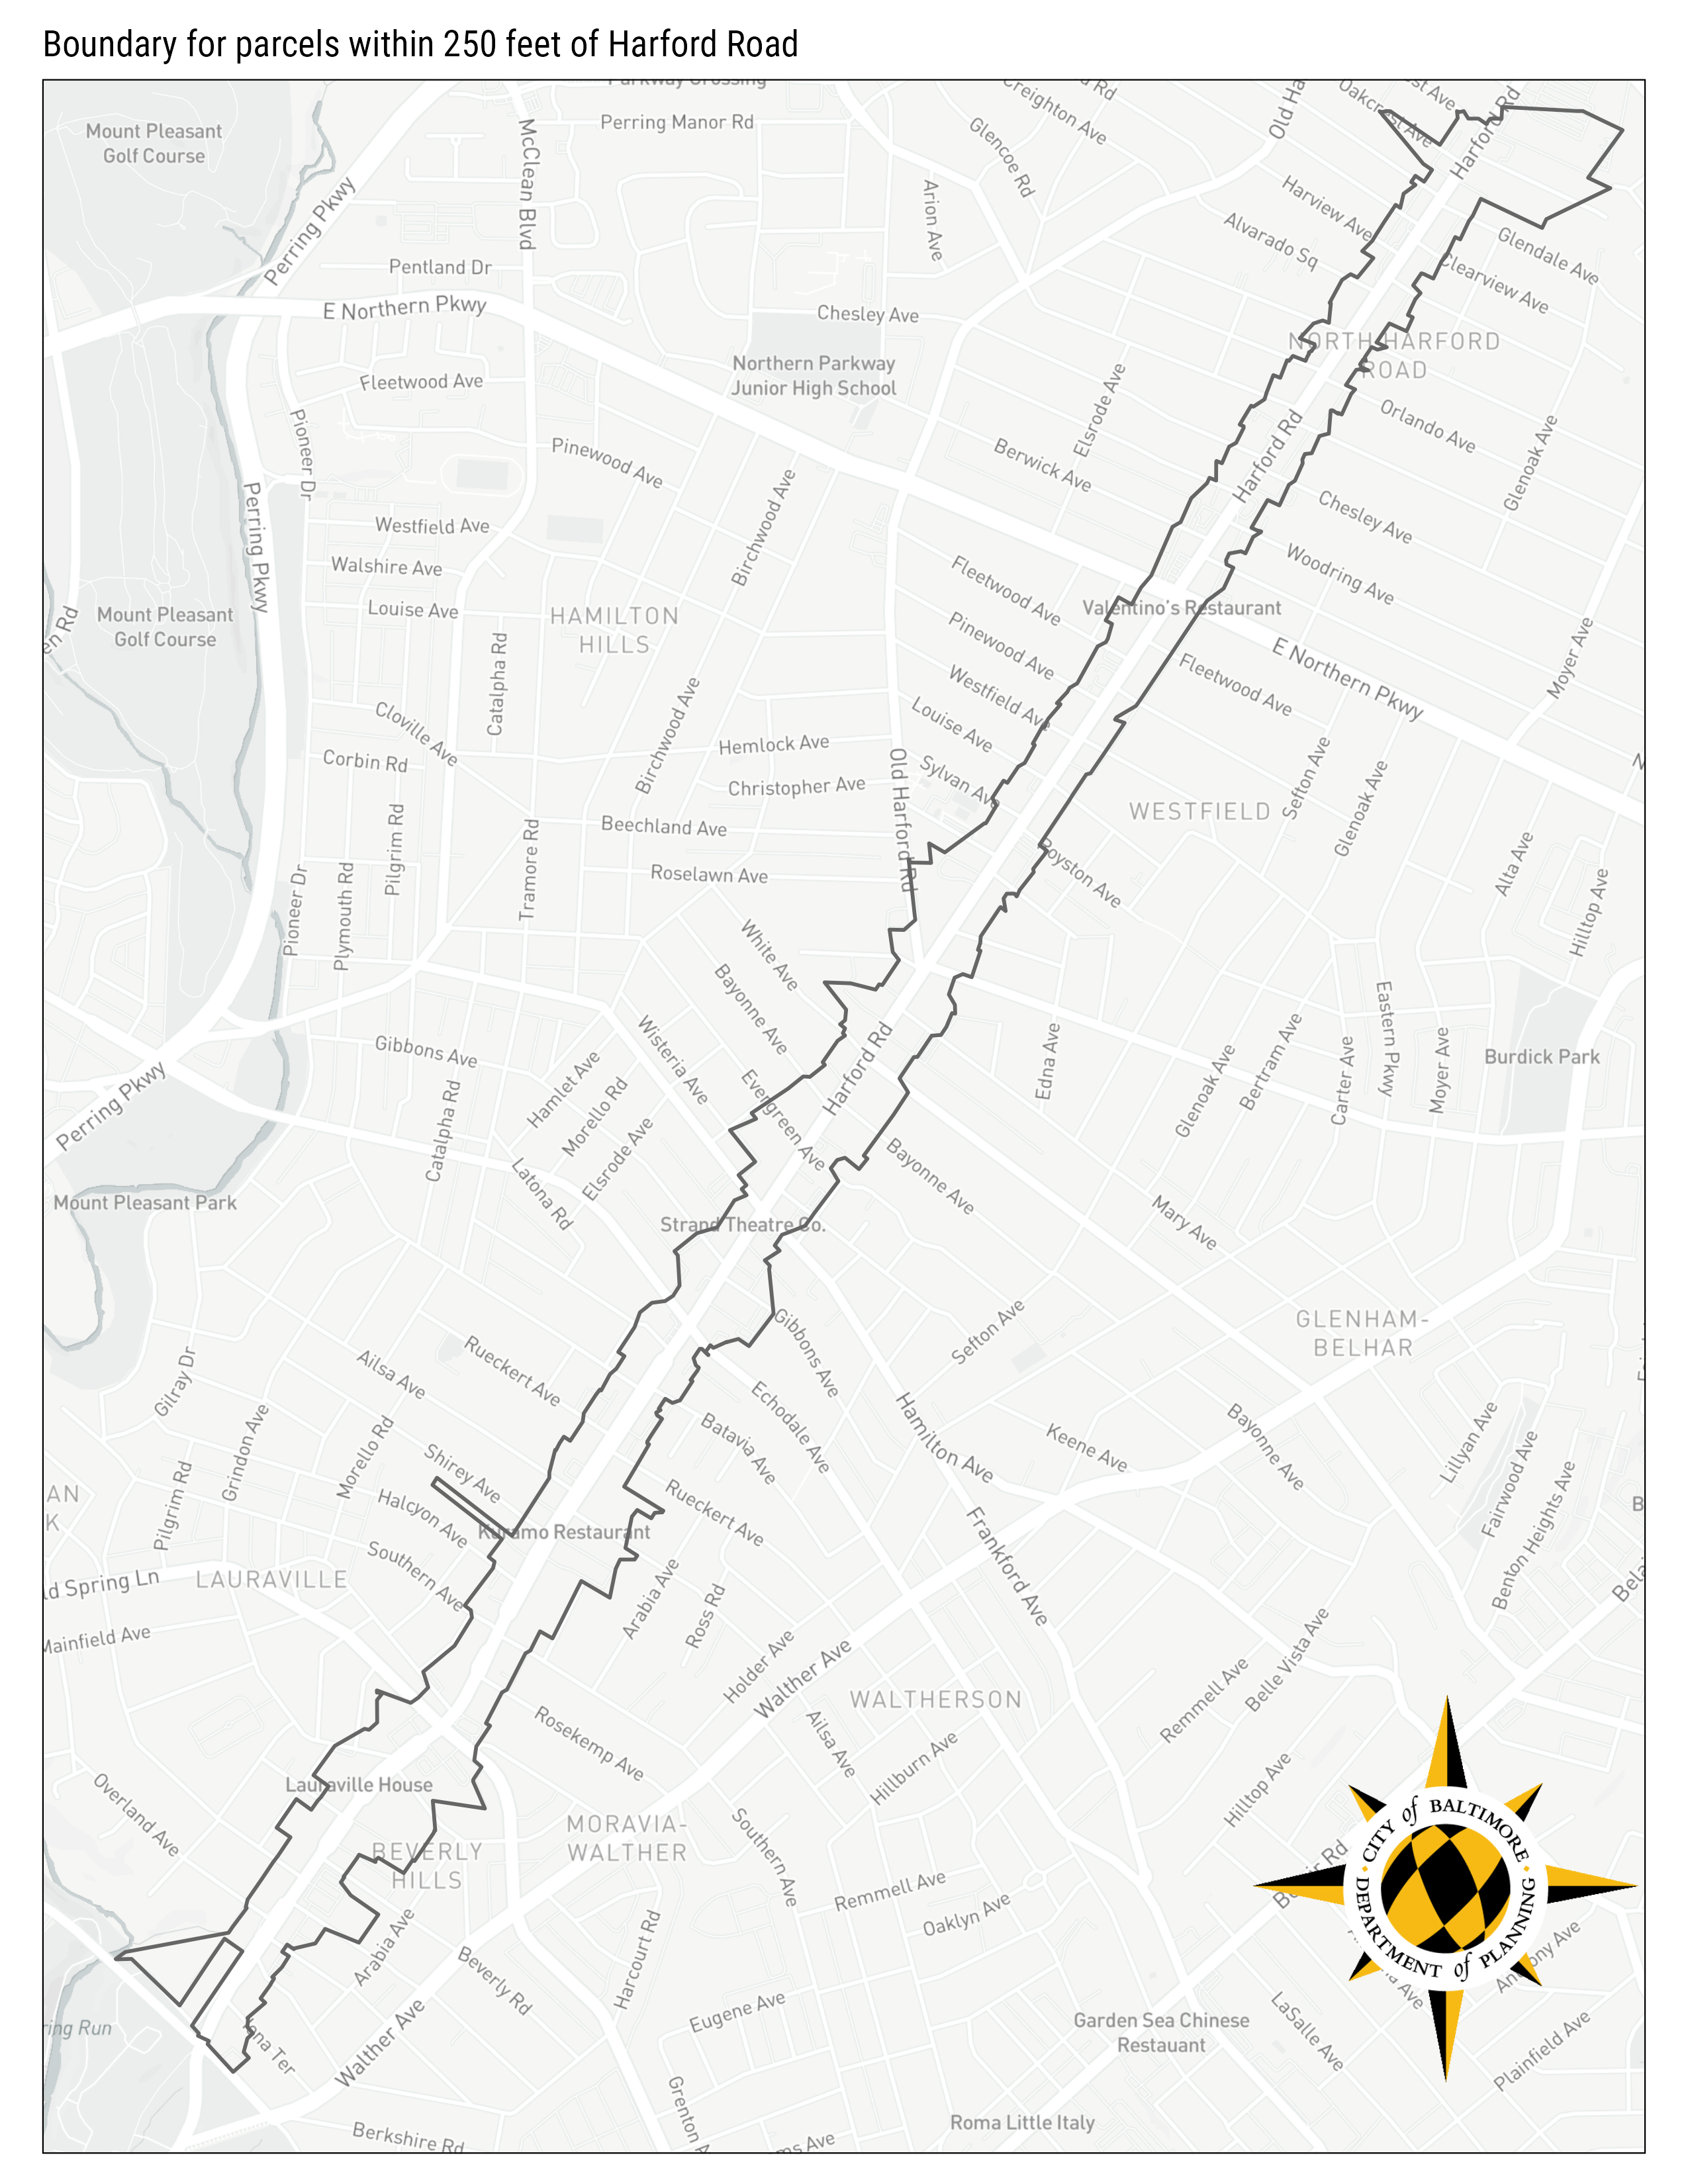 Boundary for parcels within 250 feet of Harford Road
Parkway Crossing
Creighton Ave
Old Ha
Oakcrest Ave
st Ave
Harford Rd
Mount Pleasant
Golf Course
Perring Manor Rd
McClean Blvd
Glencoe Rd
Arion Ave
Harview Ave
Alvarado Sq
Perring Pkwy
Pentland Dr
E Northern Pkwy
Chesley Ave
Glendale Ave
Clearview Ave
NORTH HARFORD
ROAD
Northern Parkway
Junior High School
Fleetwood Ave
Elsrode Ave
Orlando Ave
Pioneer Dr
Pinewood Ave
Birchwood Ave
Berwick Ave
Harford Rd
Glenoak Ave
Perring Pkwy
Westfield Ave
Chesley Ave
Walshire Ave
Woodring Ave
Louise Ave
Fleetwood Ave
Valentino's Restaurant
Mount Pleasant
Golf Course
en Rd
HAMILTON
HILLS
Catalpha Rd
Pinewood Ave
E Northern Pkwy
Moyer Ave
Westfield Ave
Fleetwood Ave
Cloville Ave
Birchwood Ave
Louise Ave
Hemlock Ave
Corbin Rd
Christopher Ave
Old Harford Rd
Sylvan Ave
Sefton Ave
Glenoak Ave
WESTFIELD
Pilgrim Rd
Beechland Ave
Tramore Rd
Roselawn Ave
Royston Ave
Alta Ave
Hilltop Ave
Pioneer Dr
Plymouth Rd
White Ave
Bayonne Ave
Eastern Pkwy
Gibbons Ave
Wisteria Ave
Harford Rd
Edna Ave
Glenoak Ave
Bertram Ave
Carter Ave
Moyer Ave
Burdick Park
Perring Pkwy
Hamlet Ave
Morello Rd
Elsrode Ave
Catalpha Rd
Evergreen Ave
Bayonne Ave
Latona Rd
Mount Pleasant Park
Strand Theatre Co.
Mary Ave
Gibbons Ave
Sefton Ave
GLENHAM-
BELHAR
Gilray Dr
Ailsa Ave
Rueckert Ave
Echodale Ave
Batavia Ave
Hamilton Ave
Keene Ave
Bayonne Ave
Lillyan Ave
Fairwood Ave
Benton Heights Ave
Grindon Ave
Morello Rd
Shirey Ave
Pilgrim Rd
Halcyon Ave
Rueckert Ave
AN
K
B
Kuramo Restaurant
Frankford Ave
Southern Ave
LAURAVILLE
ld Spring Ln
Arabia Ave
Ross Rd
Bela
Mainfield Ave
Holder Ave
Walther Ave
Belle Vista Ave
Remmell Ave
WALTHERSON
Rosekemp Ave
Ailsa Ave
Hillburn Ave
Lauraville House
Overland Ave
Hilltop Ave
MORAVIA-
WALTHER
Southern Ave
BEVERLY
HILLS
Remmell Ave
Oaklyn Ave
Arabia Ave
Beverly Rd
Harcourt Rd
CITY of BALTIMORE
DEPARTMENT of PLANNING
Eugene Ave
Garden Sea Chinese
Restauant
LaSalle Ave
Plainfield Ave
ring Run
na Ter
Walther Ave
Grenton A
Roma Little Italy
Berkshire Rd
ms Ave